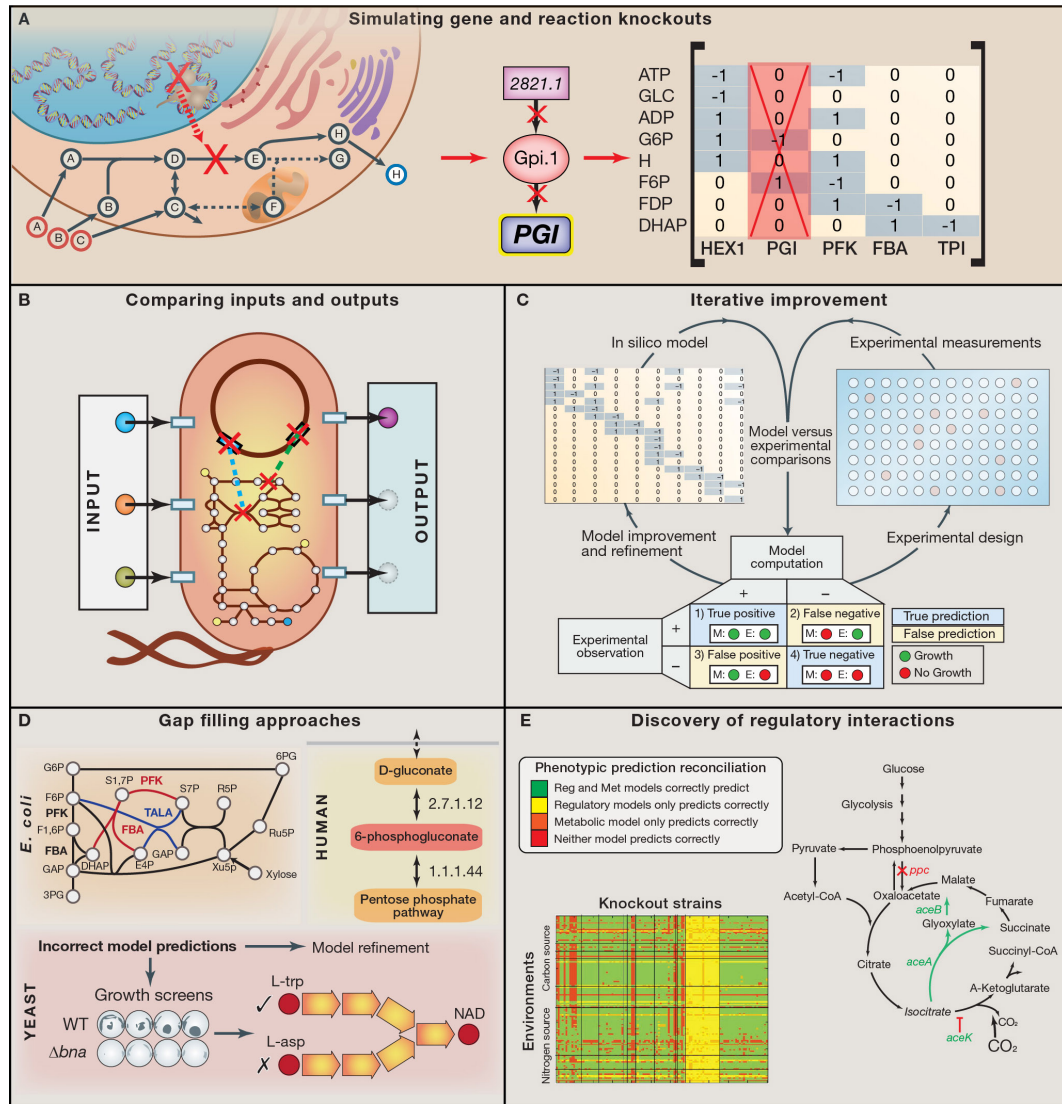 A
Simulating gene and reaction knockouts
A
B
C
A
B
C
D
E
F
G
H
H
2821.1
Gpi.1
PGI
ATP -1 0 -1 0 0
GLC -1 0 0 0 0
ADP 1 0 1 0 0
G6P 1 -1 0 0 0
H 1 0 1 0 0
F6P 0 1 -1 0 0
FDP 0 0 1 -1 0
DHAP 0 0 0 1 -1
HEX1 PGI PFK FBA TPI
B
Comparing inputs and outputs
INPUT
OUTPUT
C
Iterative improvement
In silico model
Experimental measurements
Model versus
experimental
comparisons
Model improvement
and refinement
Experimental design
Model
computation
+ −
Experimental
observation
+
1) True positive
M: E:
2) False negative
M: E:
−
3) False positive
M: E:
4) True negative
M: E:
True prediction
False prediction
Growth
No Growth
D
Gap filling approaches
E. coli
G6P
6PG
S1,7P
PFK
S7P
R5P
F6P
PFK
TALA
F1,6P
FBA
Ru5P
FBA
GAP
DHAP
E4P
GAP
Xu5p
Xylose
3PG
HUMAN
D-gluconate
2.7.1.12
6-phosphogluconate
1.1.1.44
Pentose phosphate
pathway
YEAST
Incorrect model predictions
Model refinement
Growth screens
WT
Δbna
L-trp
✓
L-asp
✗
NAD
E
Discovery of regulatory interactions
Phenotypic prediction reconciliation
Reg and Met models correctly predict
Regulatory models only predicts correctly
Metabolic model only predicts correctly
Neither model predicts correctly
Knockout strains
Environments
Carbon source
Nitrogen source
Glucose
Glycolysis
Pyruvate
Phosphoenolpyruvate
ppc
Acetyl-CoA
Oxaloacetate
Malate
aceB
Fumarate
Glyoxylate
Succinate
Citrate
aceA
Succinyl-CoA
A-Ketoglutarate
Isocitrate
CO₂
aceK
CO₂